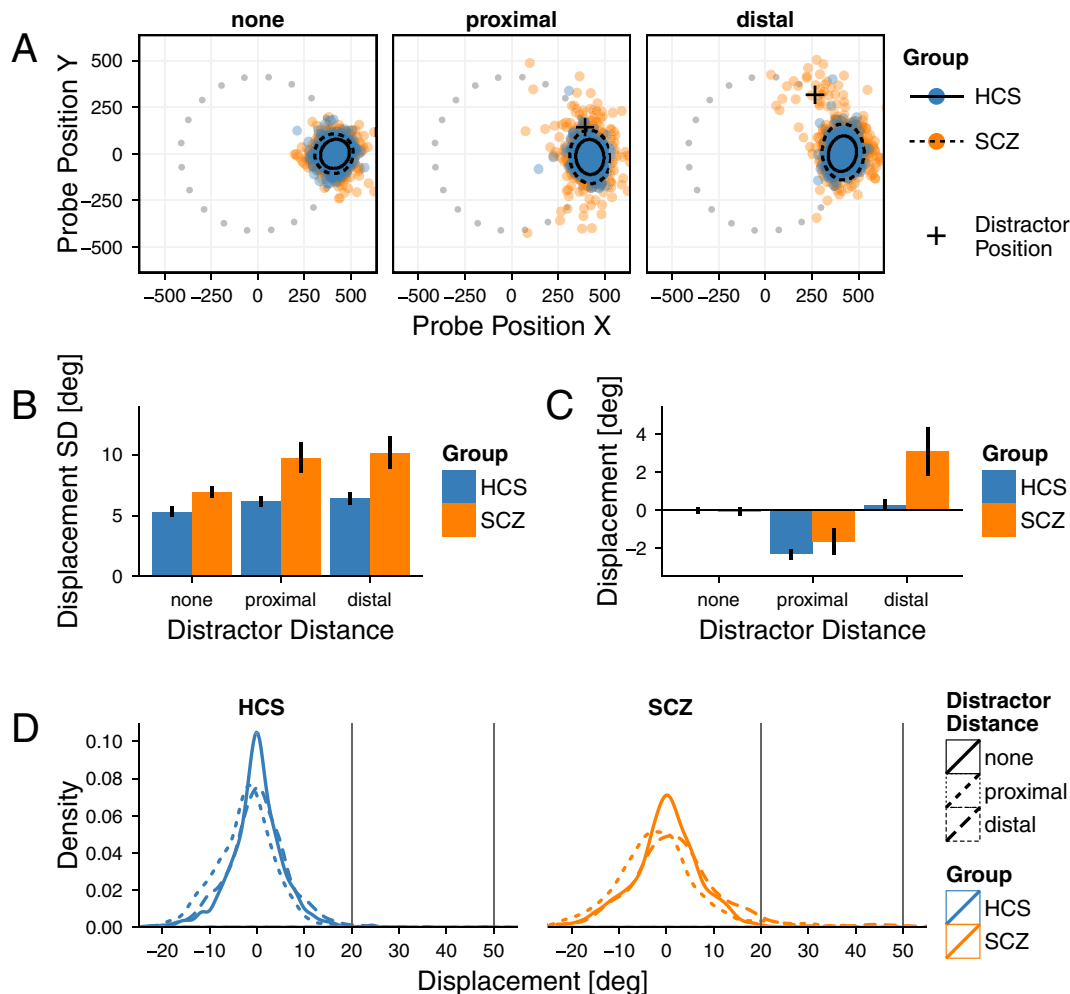 A
none
proximal
distal
Probe Position Y
500
250
0
−250
−500
−500 −250 0 250 500
−500 −250 0 250 500
−500 −250 0 250 500
Probe Position X
Group
HCS
SCZ
Distractor
Position
B
Displacement SD [deg]
10
5
0
none proximal distal
Distractor Distance
Group
HCS
SCZ
C
Displacement [deg]
4
2
0
−2
none proximal distal
Distractor Distance
Group
HCS
SCZ
D
HCS
SCZ
Density
0.10
0.08
0.06
0.04
0.02
0.00
−20 −10 0 10 20 30 40 50
−20 −10 0 10 20 30 40 50
Displacement [deg]
Distractor
Distance
none
proximal
distal
Group
HCS
SCZ